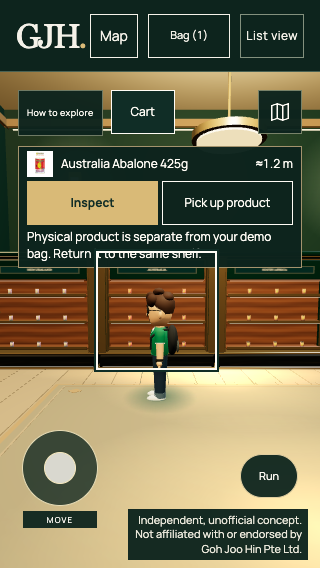 GJH.
Map
Bag (1)
List view
How to explore
Cart
Australia Abalone 425g
≈1.2 m
Inspect
Pick up product
Physical product is separate from your demo
bag. Return it to the same shelf.
MOVE
Run
Independent, unofficial concept.
Not affiliated with or endorsed by
Goh Joo Hin Pte Ltd.